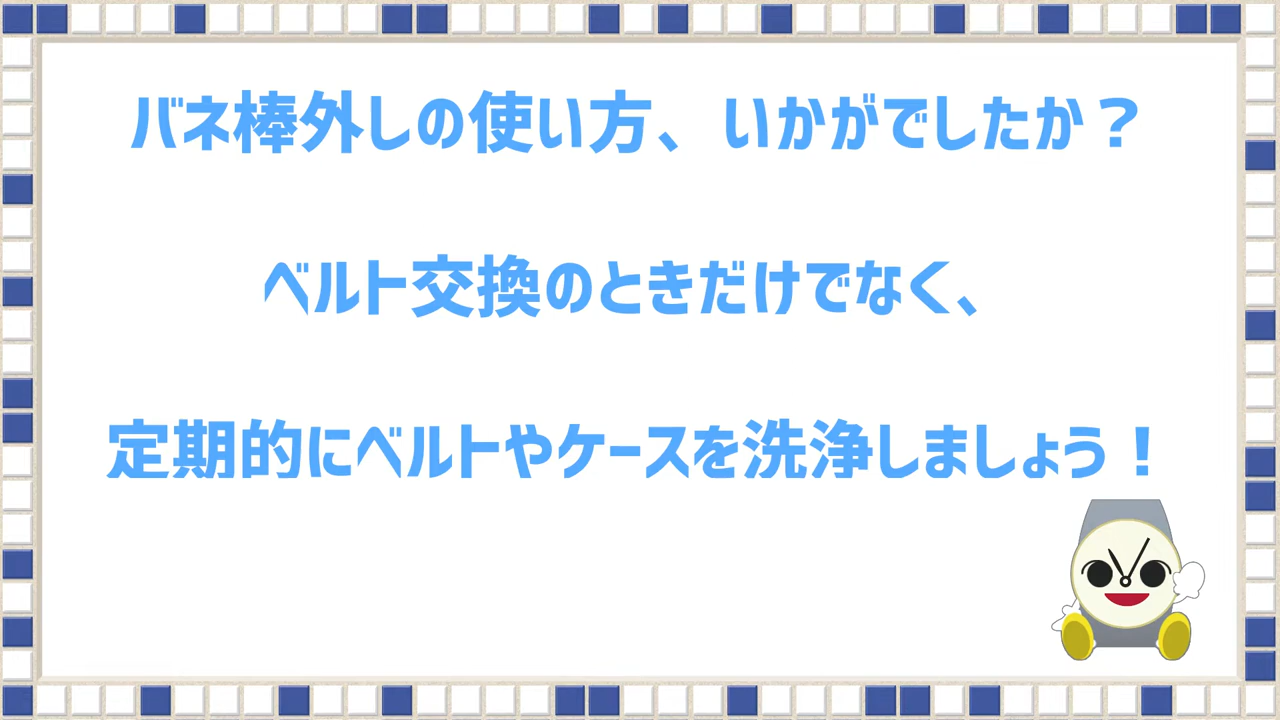 バネ棒外しの使い方、いかがでしたか？
ベルト交換のときだけでなく、
定期的にベルトやケースを洗浄しましょう！